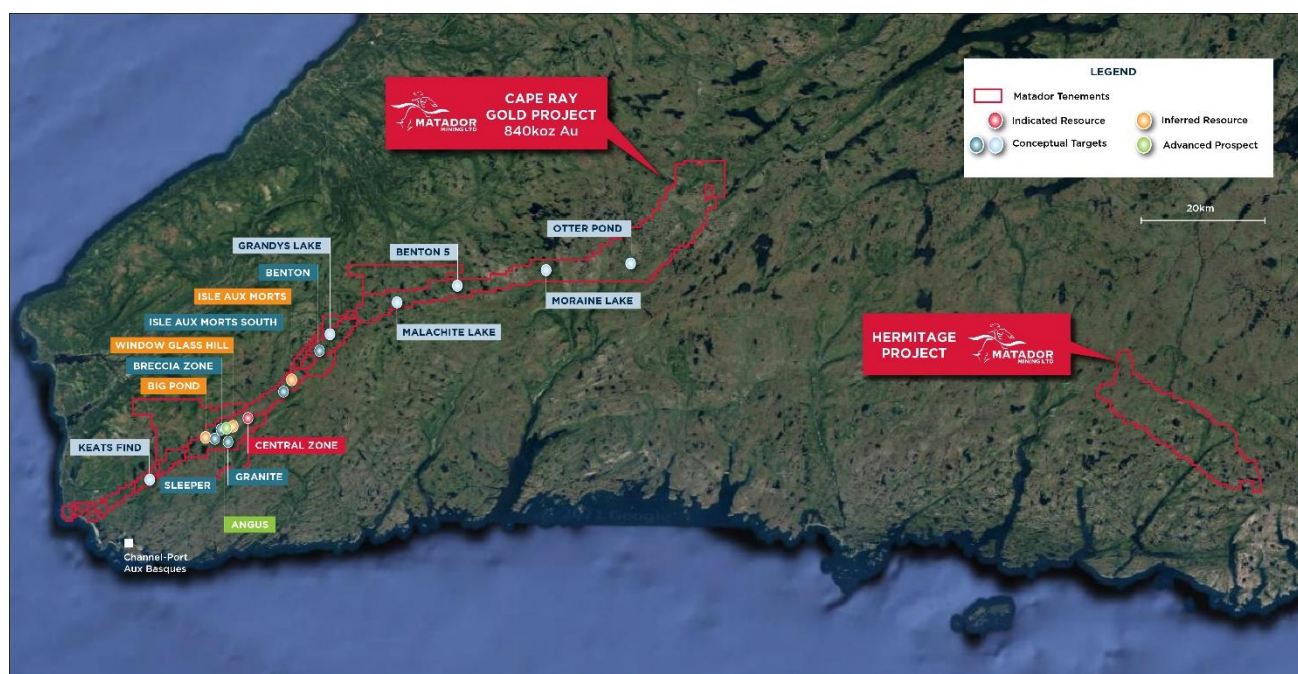 LEGEND
Matador Tenements
Indicated Resource
Inferred Resource
Conceptual Targets
Advanced Prospect
20km
MATADOR
MINING LTD
CAPE RAY
GOLD PROJECT
840koz Au
OTTER POND
GRANDYS LAKE
BENTON 5
BENTON
ISLE AUX MORTS
MORAINE LAKE
ISLE AUX MORTS SOUTH
MALACHITE LAKE
HERMITAGE
PROJECT
MATADOR
MINING LTD
WINDOW GLASS HILL
BRECCIA ZONE
BIG POND
KEATS FIND
CENTRAL ZONE
SLEEPER
GRANITE
ANGUS
Channel-Port
Aux Basques